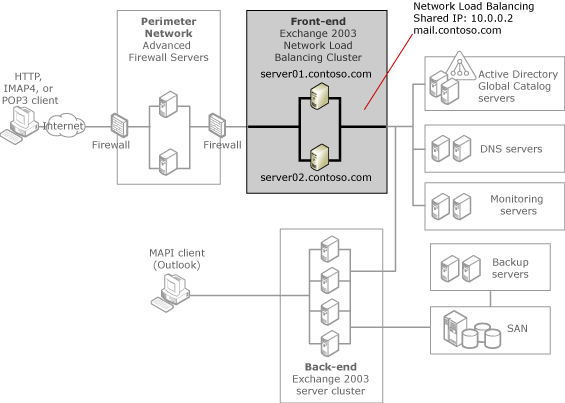 Network Load Balancing
Shared IP: 10.0.0.2
mail.contoso.com
Perimeter
Network
Advanced
Firewall Servers
Front-end
Exchange 2003
Network Load
Balancing Cluster
server01.contoso.com
server02.contoso.com
HTTP,
IMAP4, or
POP3 client
Internet
Firewall
Firewall
Active Directory
Global Catalog
servers
DNS servers
Monitoring
servers
MAPI client
(Outlook)
Backup
servers
SAN
Back-end
Exchange 2003
server cluster